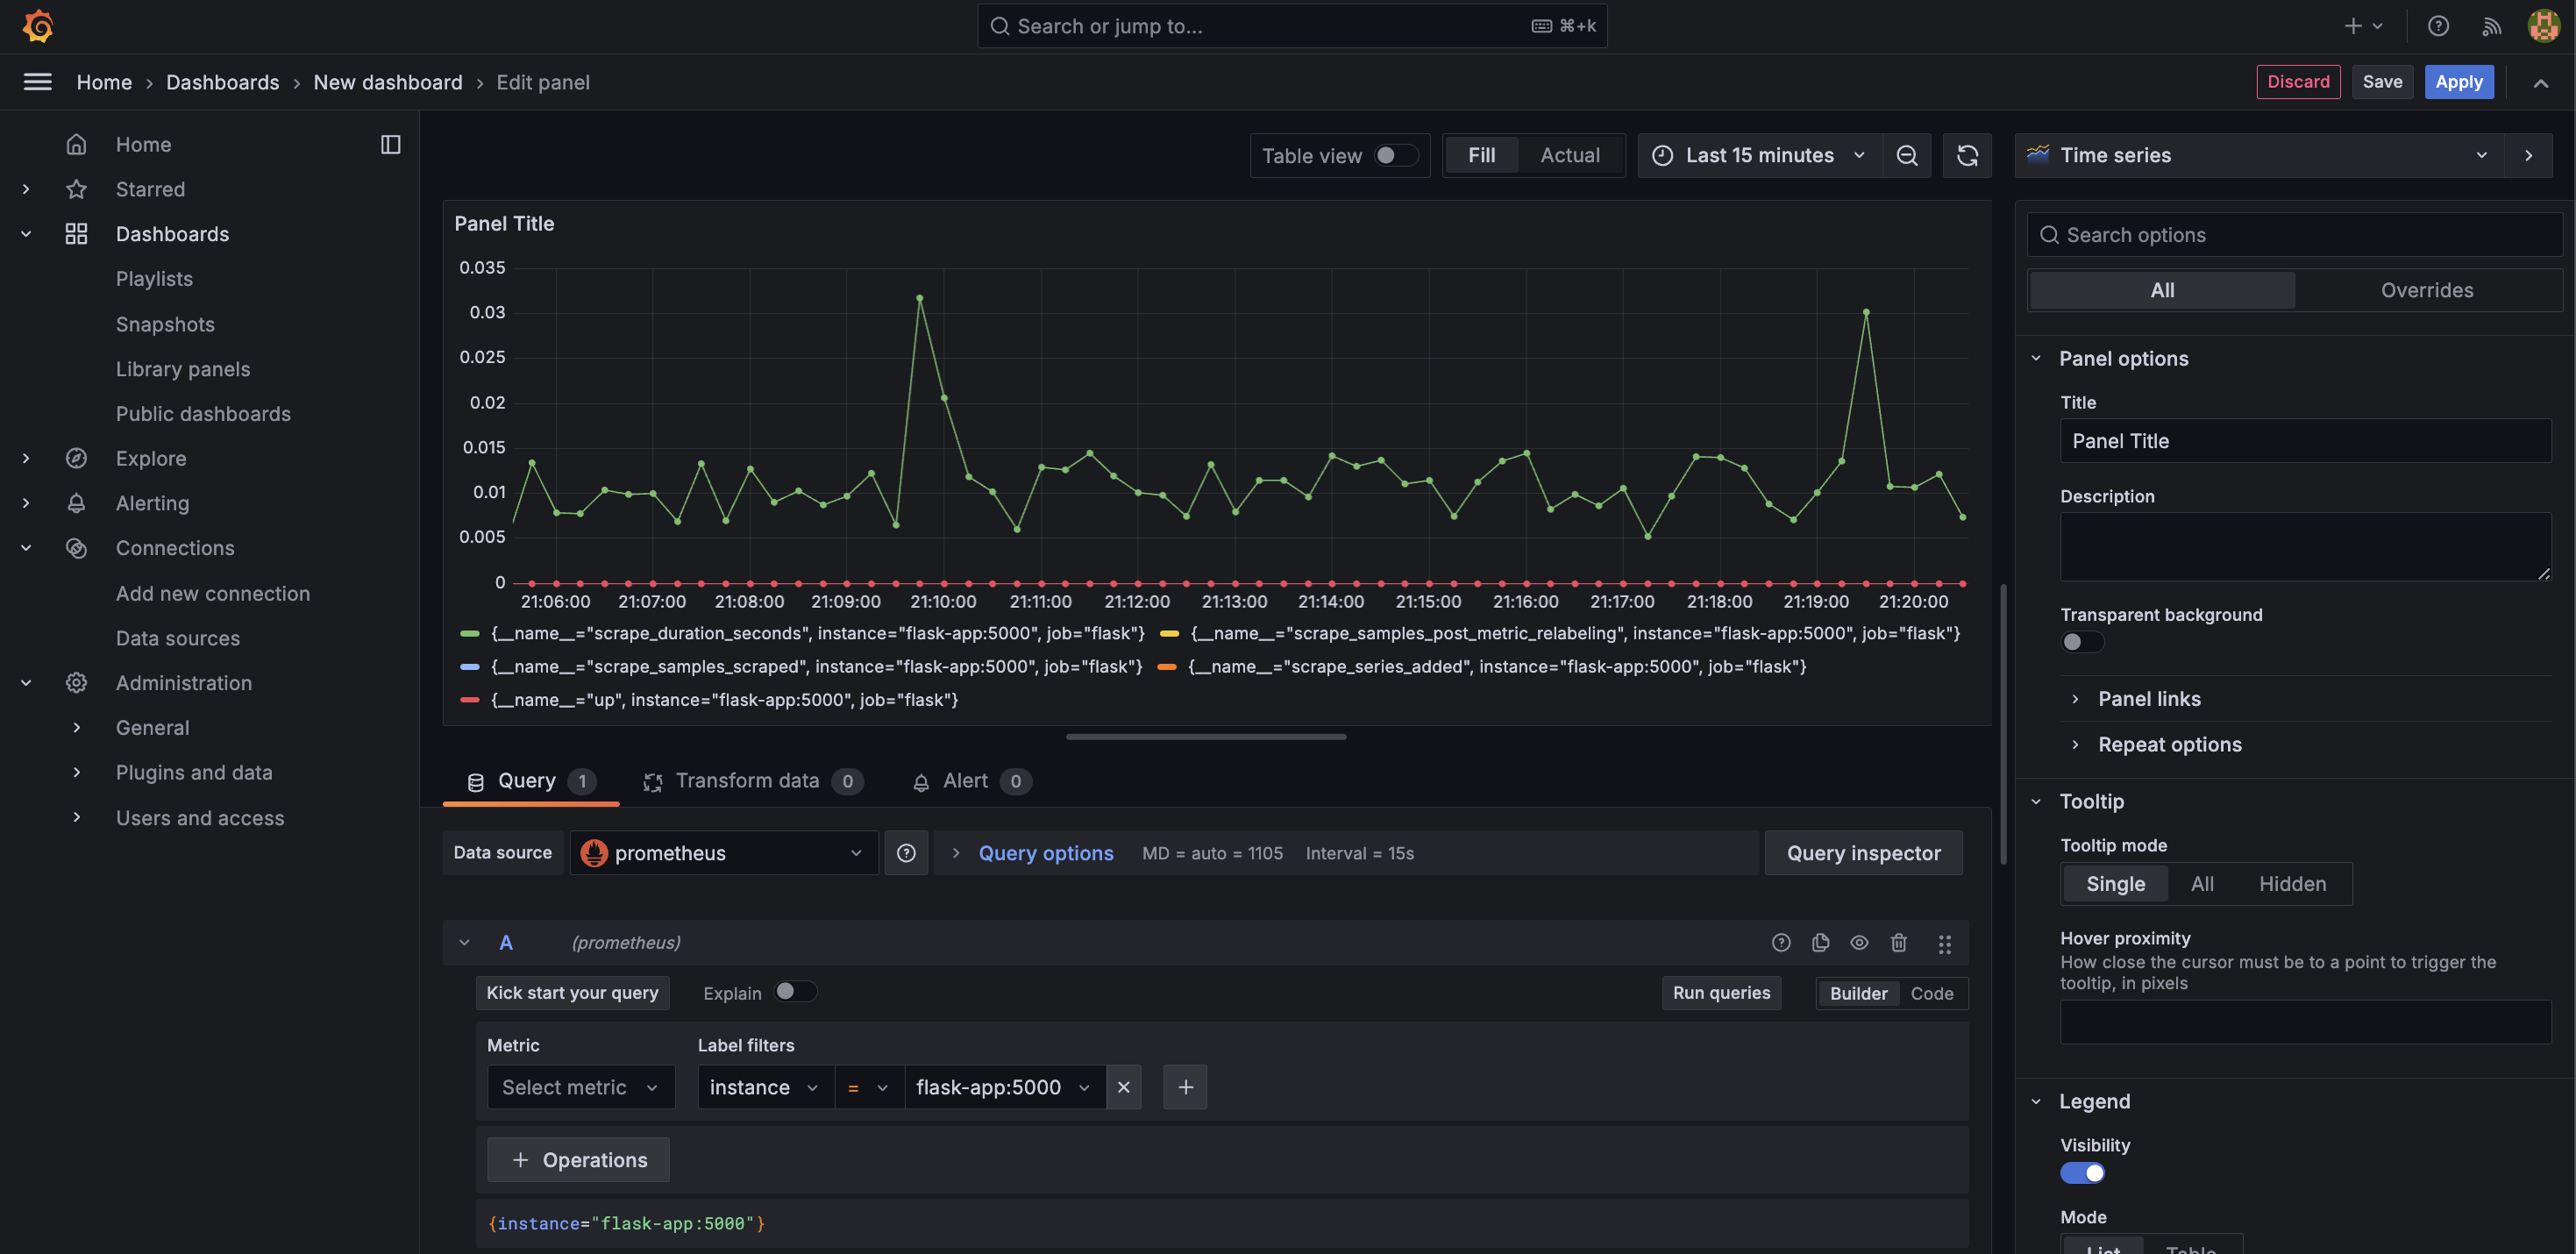 Search or jump to... ⌘+k
Home › Dashboards › New dashboard › Edit panel
Discard Save Apply
Home
Starred
Dashboards
Playlists
Snapshots
Library panels
Public dashboards
Explore
Alerting
Connections
Add new connection
Data sources
Administration
General
Plugins and data
Users and access
Table view Fill Actual Last 15 minutes
Panel Title
0.035
0.03
0.025
0.02
0.015
0.01
0.005
0
21:06:00 21:07:00 21:08:00 21:09:00 21:10:00 21:11:00 21:12:00 21:13:00 21:14:00 21:15:00 21:16:00 21:17:00 21:18:00 21:19:00 21:20:00
{__name__="scrape_duration_seconds", instance="flask-app:5000", job="flask"} {__name__="scrape_samples_post_metric_relabeling", instance="flask-app:5000", job="flask"}
{__name__="scrape_samples_scraped", instance="flask-app:5000", job="flask"} {__name__="scrape_series_added", instance="flask-app:5000", job="flask"}
{__name__="up", instance="flask-app:5000", job="flask"}
Query 1 Transform data 0 Alert 0
Data source prometheus Query options MD = auto = 1105 Interval = 15s Query inspector
A (prometheus)
Kick start your query Explain Run queries Builder Code
Metric Label filters
Select metric instance = flask-app:5000
+ Operations
{instance="flask-app:5000"}
Time series
Search options
All Overrides
Panel options
Title
Panel Title
Description
Transparent background
Panel links
Repeat options
Tooltip
Tooltip mode
Single All Hidden
Hover proximity
How close the cursor must be to a point to trigger the
tooltip, in pixels
Legend
Visibility
Mode
List Table